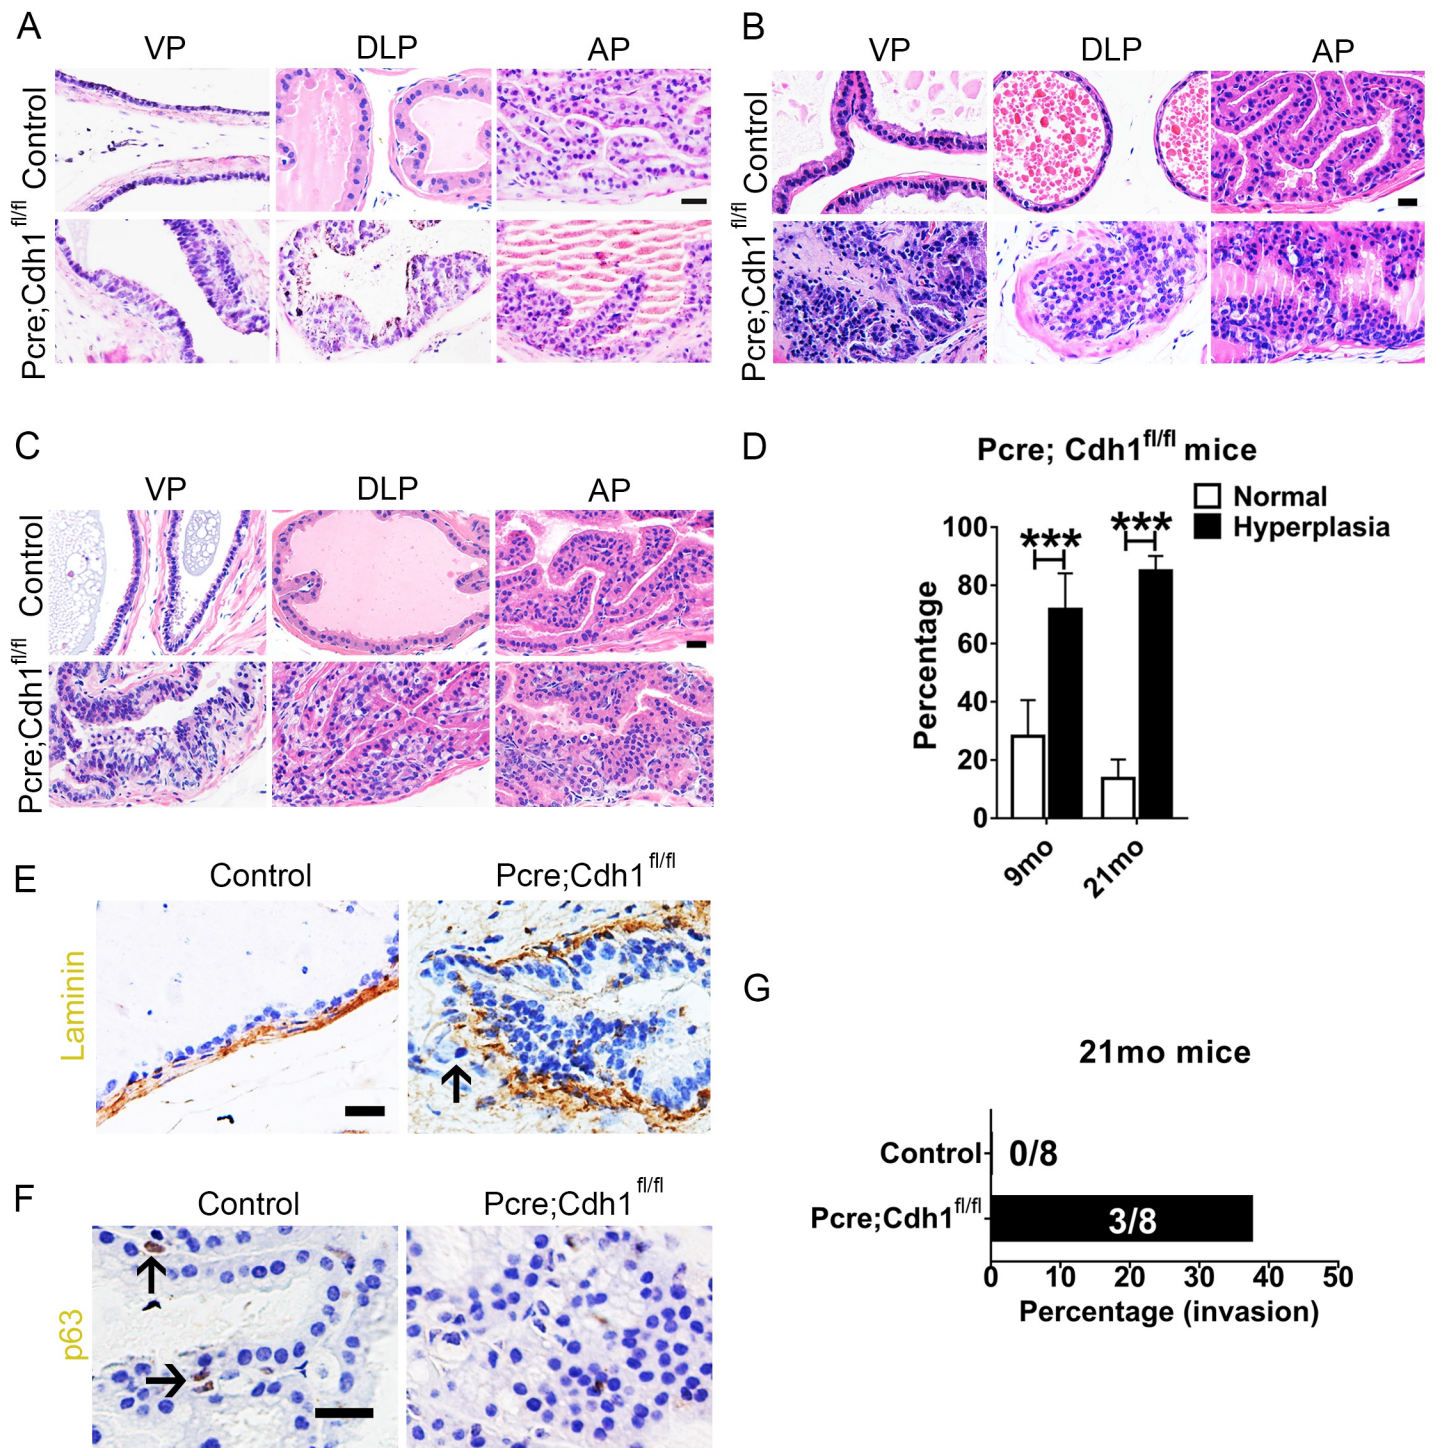 A
VP DLP AP
Control
Pcre;Cdh1fl/fl
B
VP DLP AP
Control
Pcre;Cdh1fl/fl
C
VP DLP AP
Control
Pcre;Cdh1fl/fl
D
Pcre; Cdh1fl/fl mice
Normal
Hyperplasia
***
***
100
80
60
40
20
0
Percentage
9mo 21mo
E
Control Pcre;Cdh1fl/fl
Laminin
F
Control Pcre;Cdh1fl/fl
p63
G
21mo mice
Control 0/8
Pcre;Cdh1fl/fl 3/8
0 10 20 30 40 50
Percentage (invasion)